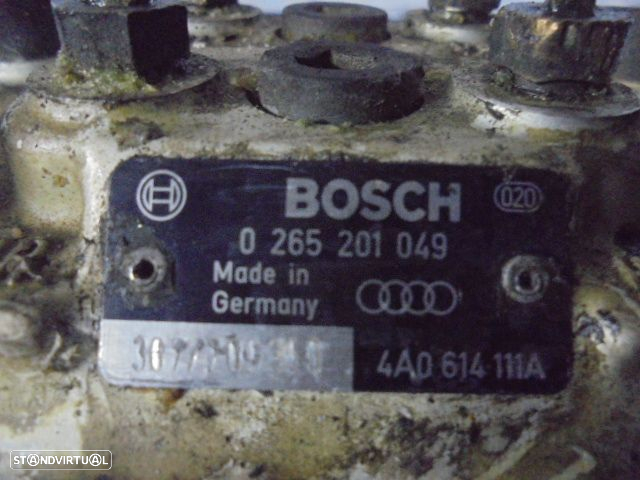 BOSCH
020
0 265 201 049
Made in
Germany
4A0 614 111A
STANDVIRTUAL